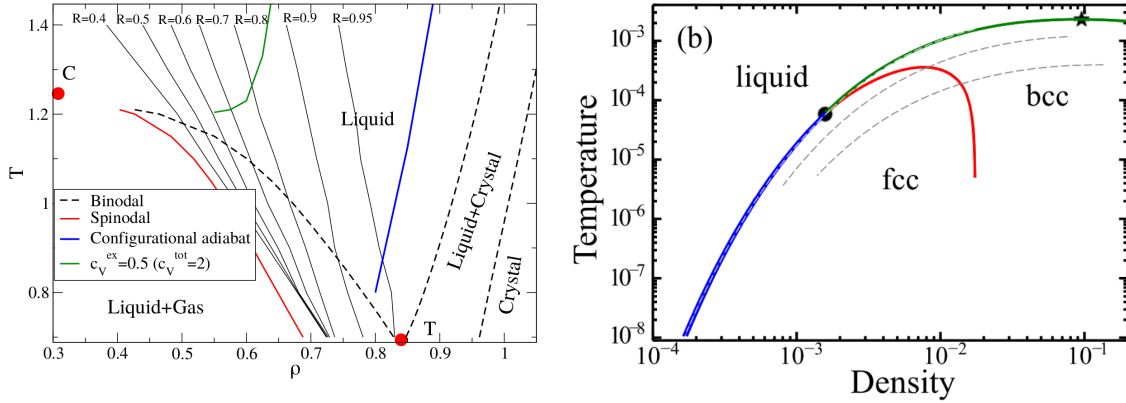 R=0.4 R=0.5 R=0.6 R=0.7 R=0.8 R=0.9 R=0.95
1.4
C
1.2
Liquid
T
1
Binodal
Spinodal
Configurational adiabat
c_V^ex=0.5 (c_V^tot=2)
Liquid+Crystal
Crystal
0.8
Liquid+Gas
T
0.3 0.4 0.5 0.6 0.7 0.8 0.9 1
ρ
(b)
10^-3
liquid
10^-4
bcc
10^-5
fcc
10^-6
10^-7
10^-8
Temperature
10^-4 10^-3 10^-2 10^-1
Density